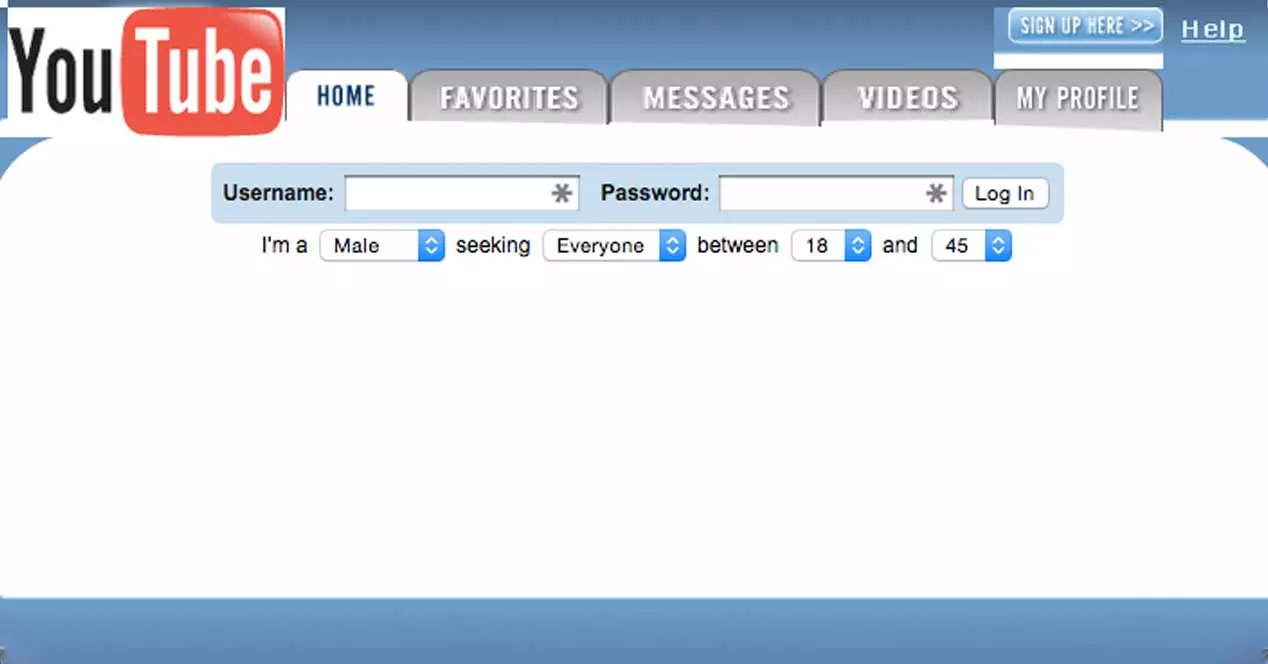 YouTube
SIGN UP HERE >> Help
HOME FAVORITES MESSAGES VIDEOS MY PROFILE
Username: Password: Log In
I'm a Male seeking Everyone between 18 and 45